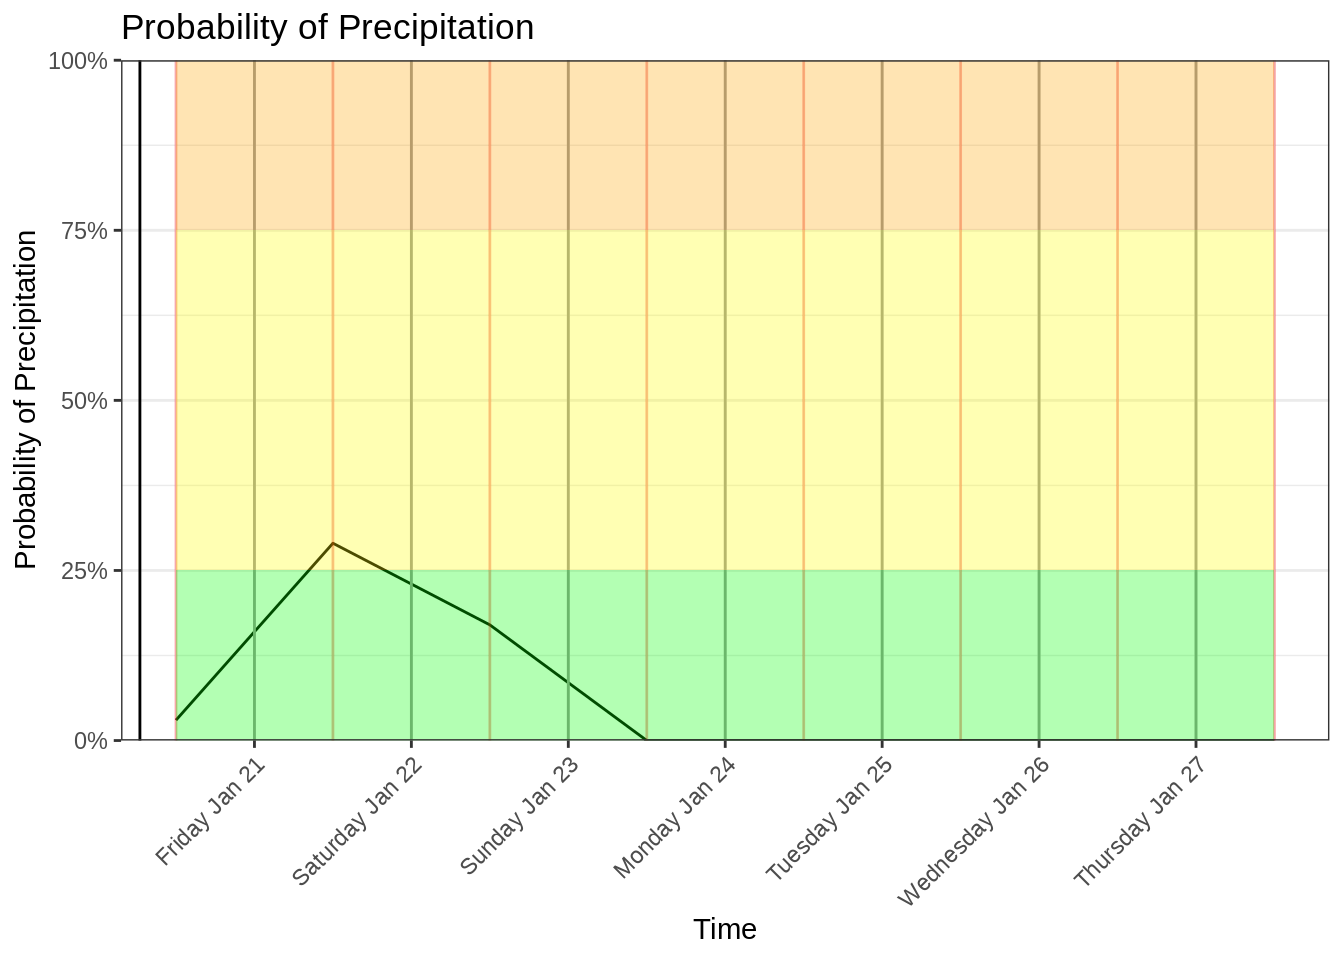 Probability of Precipitation
Probability of Precipitation
100%
75%
50%
25%
0%
Friday Jan 21
Saturday Jan 22
Sunday Jan 23
Monday Jan 24
Tuesday Jan 25
Wednesday Jan 26
Thursday Jan 27
Time